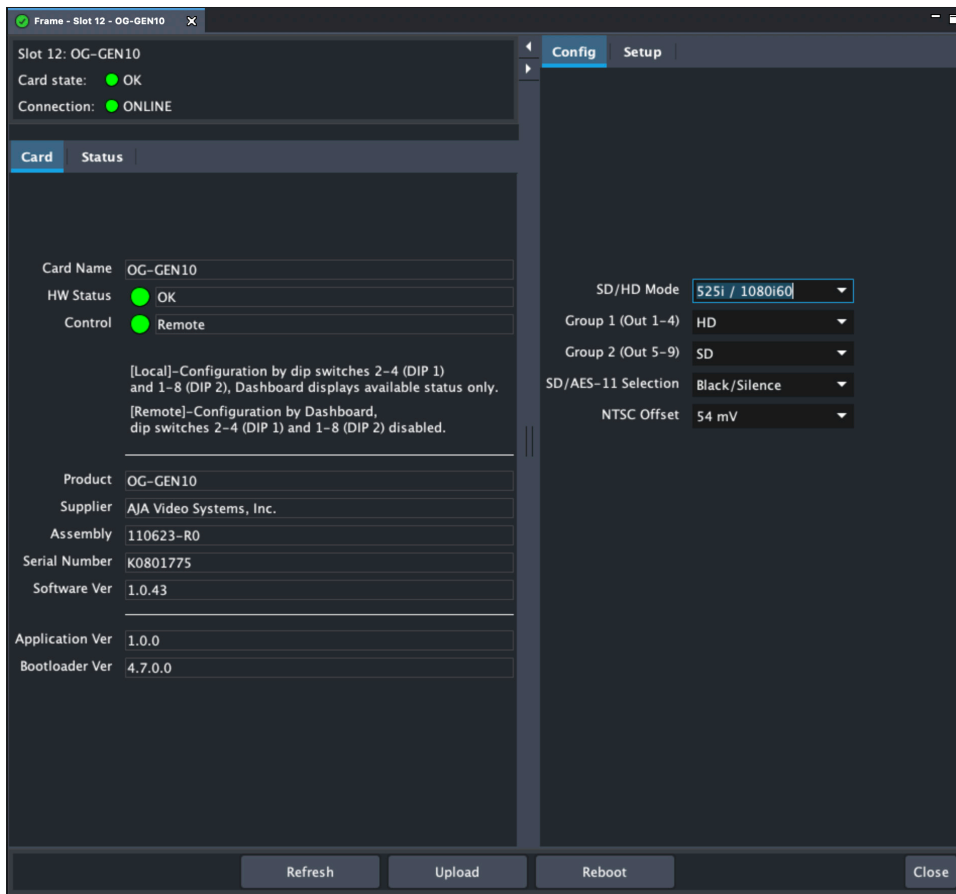 Frame - Slot 12 - OG-GEN10
Slot 12: OG-GEN10
Card state: OK
Connection: ONLINE
Card Status
Card Name OG-GEN10
HW Status OK
Control Remote
[Local]-Configuration by dip switches 2-4 (DIP 1)
and 1-8 (DIP 2), Dashboard displays available status only.
[Remote]-Configuration by Dashboard,
dip switches 2-4 (DIP 1) and 1-8 (DIP 2) disabled.
Product OG-GEN10
Supplier AJA Video Systems, Inc.
Assembly 110623-R0
Serial Number K0801775
Software Ver 1.0.43
Application Ver 1.0.0
Bootloader Ver 4.7.0.0
Config Setup
SD/HD Mode 525i / 1080i60
Group 1 (Out 1-4) HD
Group 2 (Out 5-9) SD
SD/AES-11 Selection Black/Silence
NTSC Offset 54 mV
Refresh Upload Reboot Close